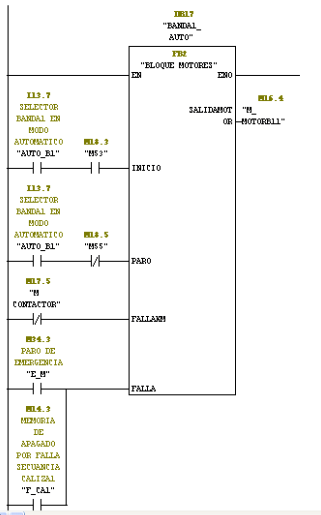 DB17
"BANDA1_
AUTO"
FB2
"BLOQUE MOTORES"
EN
ENO
I13.7
SELECTOR
BANDA1 EN
MODO
AUTOMATICO
"AUTO_B1"
M18.3
"M53"
INICIO
SALIDAMOT
OR
M16.4
"M_
MOTORB11"
I13.7
SELECTOR
BANDA1 EN
MODO
AUTOMATICO
"AUTO_B1"
M18.5
"M55"
PARO
M17.5
"M
CONTACTOR"
FALLAKM
M34.3
PARO DE
EMERGENCIA
"E_M"
FALLA
M14.3
MEMORIA
DE
APAGADO
POR FALLA
SECUANCIA
CALIZA1
"F_CA1"